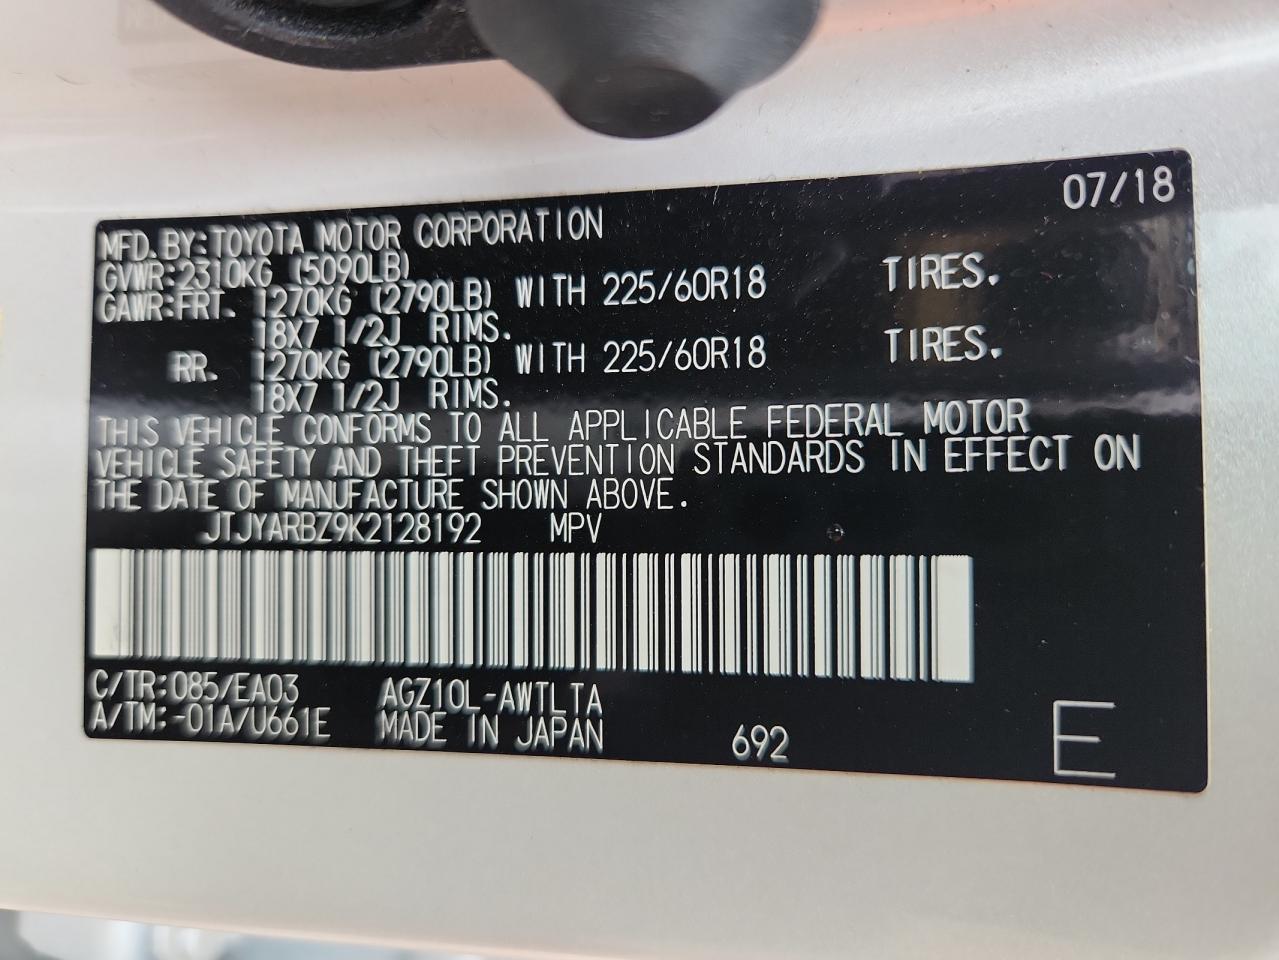 07/18
MFD.BY:TOYOTA MOTOR CORPORATION
GVWR:2310KG (5090LB)
GAWR:FRT. 1270KG (2790LB) WITH 225/60R18 TIRES.
18X7 1/2J RIMS.
RR. 1270KG (2790LB) WITH 225/60R18 TIRES.
18X7 1/2J RIMS.
THIS VEHICLE CONFORMS TO ALL APPLICABLE FEDERAL MOTOR
VEHICLE SAFETY AND THEFT PREVENTION STANDARDS IN EFFECT ON
THE DATE OF MANUFACTURE SHOWN ABOVE.
JTJYARBZ9K2128192 MPV
C/TR:085/EA03 AGZ10L-AWTLTA
A/TM:-01A/U661E MADE IN JAPAN 692
E